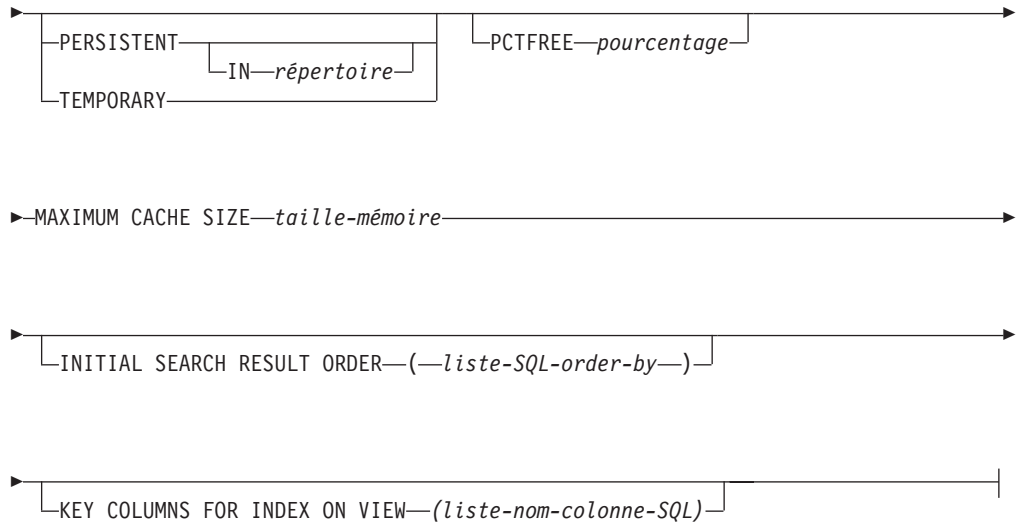 PERSISTENT PCTFREE pourcentage
IN répertoire
TEMPORARY
MAXIMUM CACHE SIZE taille-mémoire
INITIAL SEARCH RESULT ORDER ( liste-SQL-order-by )
KEY COLUMNS FOR INDEX ON VIEW (liste-nom-colonne-SQL)